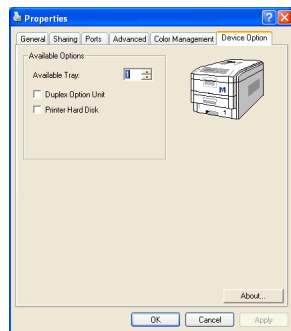 Properties
General Sharing Ports Advanced Color Management Device Option
Available Options
Available Tray: 1
Duplex Option Unit
Printer Hard Disk
M
1
About...
OK Cancel Apply